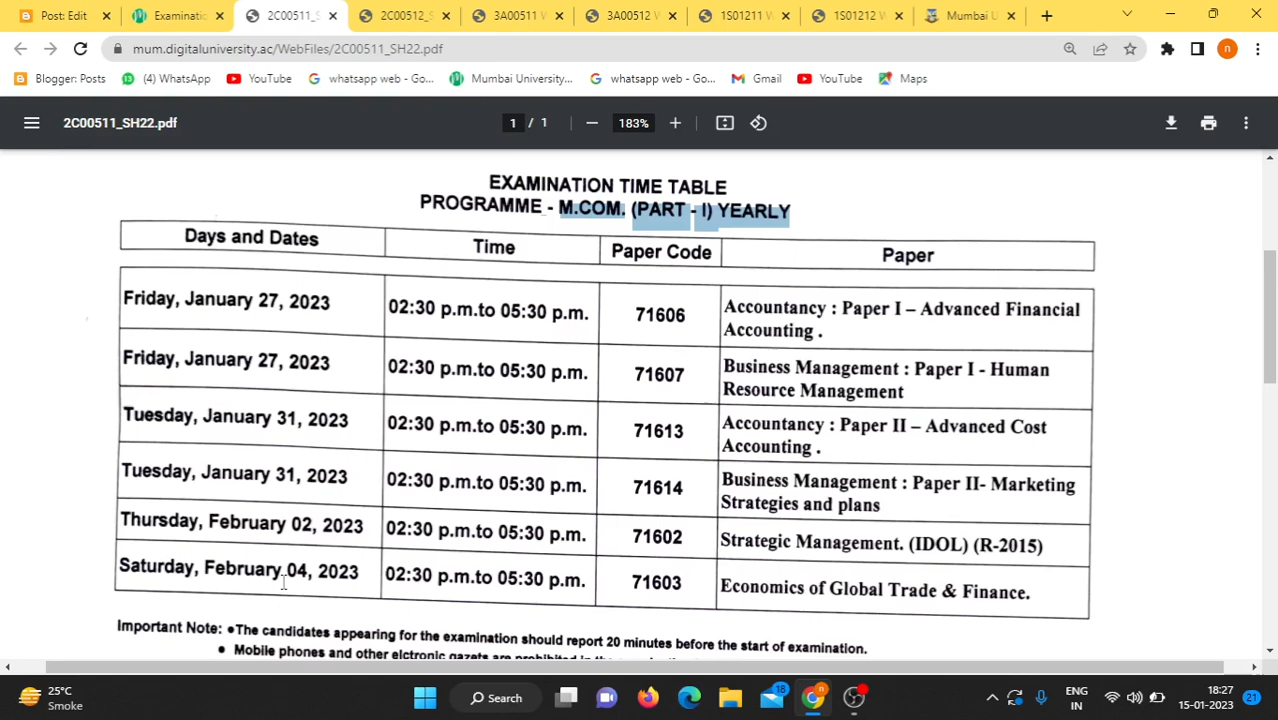 Post: Edit
Examination
2C00511_S
2C00512_S
3A00511 W
3A00512 W
1S01211 W
1S01212 W
Mumbai U
mum.digitaluniversity.ac/WebFiles/2C00511_SH22.pdf
n
Blogger: Posts
(4) WhatsApp
YouTube
whatsapp web - Go...
Mumbai University...
whatsapp web - Go...
Gmail
YouTube
Maps
2C00511_SH22.pdf
1 / 1
183%
EXAMINATION TIME TABLE
PROGRAMME - M.COM. (PART - I) YEARLY
Days and Dates Time Paper Code Paper
Friday, January 27, 2023 02:30 p.m.to 05:30 p.m. 71606 Accountancy : Paper I – Advanced Financial
Accounting .
Friday, January 27, 2023 02:30 p.m.to 05:30 p.m. 71607 Business Management : Paper I - Human
Resource Management
Tuesday, January 31, 2023 02:30 p.m.to 05:30 p.m. 71613 Accountancy : Paper II – Advanced Cost
Accounting .
Tuesday, January 31, 2023 02:30 p.m.to 05:30 p.m. 71614 Business Management : Paper II- Marketing
Strategies and plans
Thursday, February 02, 2023 02:30 p.m.to 05:30 p.m. 71602 Strategic Management. (IDOL) (R-2015)
Saturday, February 04, 2023 02:30 p.m.to 05:30 p.m. 71603 Economics of Global Trade & Finance.
Important Note: ●The candidates appearing for the examination should report 20 minutes before the start of examination.
● Mobile phones and other elctronic gazets are prohibited in the
25°C
Smoke
Search
18
ENG
IN
18:27
15-01-2023
21